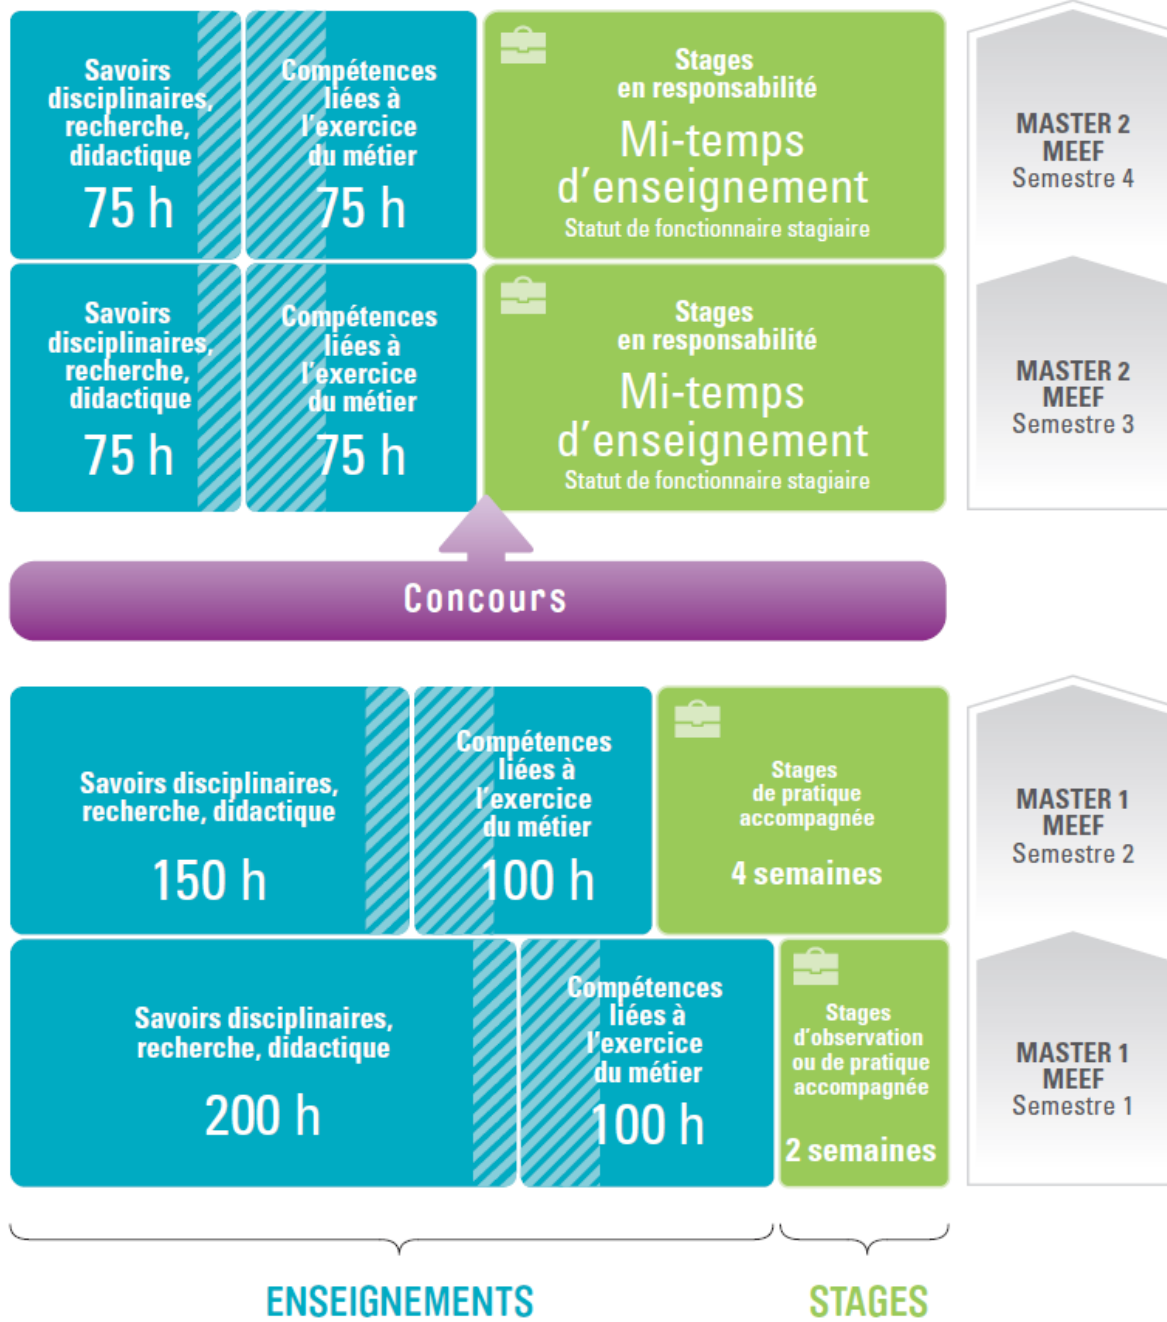 Savoirs
disciplinaires,
recherche,
didactique
75 h
Compétences
liées à
l'exercice
du métier
75 h
Stages
en responsabilité
Mi-temps
d'enseignement
Statut de fonctionnaire stagiaire
MASTER 2
MEEF
Semestre 4
Savoirs
disciplinaires,
recherche,
didactique
75 h
Compétences
liées à
l'exercice
du métier
75 h
Stages
en responsabilité
Mi-temps
d'enseignement
Statut de fonctionnaire stagiaire
MASTER 2
MEEF
Semestre 3
Concours
Savoirs disciplinaires,
recherche, didactique
150 h
Compétences
liées à
l'exercice
du métier
100 h
Stages
de pratique
accompagnée
4 semaines
MASTER 1
MEEF
Semestre 2
Savoirs disciplinaires,
recherche, didactique
200 h
Compétences
liées à
l'exercice
du métier
100 h
Stages
d'observation
ou de pratique
accompagnée
2 semaines
MASTER 1
MEEF
Semestre 1
ENSEIGNEMENTS
STAGES